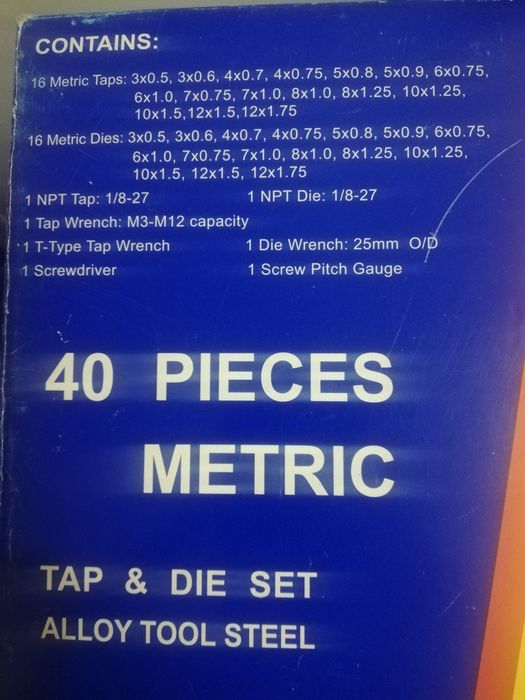 CONTAINS:
16 Metric Taps: 3x0.5, 3x0.6, 4x0.7, 4x0.75, 5x0.8, 5x0.9, 6x0.75,
6x1.0, 7x0.75, 7x1.0, 8x1.0, 8x1.25, 10x1.25,
10x1.5,12x1.5,12x1.75
16 Metric Dies: 3x0.5, 3x0.6, 4x0.7, 4x0.75, 5x0.8, 5x0.9, 6x0.75,
6x1.0, 7x0.75, 7x1.0, 8x1.0, 8x1.25, 10x1.25,
10x1.5, 12x1.5, 12x1.75
1 NPT Tap: 1/8-27 1 NPT Die: 1/8-27
1 Tap Wrench: M3-M12 capacity
1 T-Type Tap Wrench 1 Die Wrench: 25mm O/D
1 Screwdriver 1 Screw Pitch Gauge
40 PIECES
METRIC
TAP & DIE SET
ALLOY TOOL STEEL